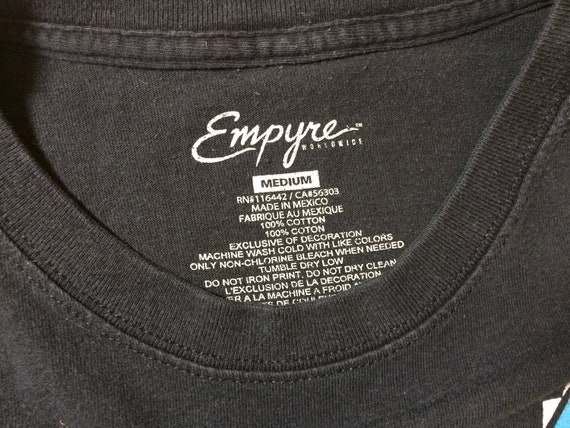 Empyre ™
WORLDWIDE
MEDIUM
RN#116442 / CA#56303
MADE IN MEXICO
FABRIQUE AU MEXIQUE
100% COTTON
100% COTON
EXCLUSIVE OF DECORATION
MACHINE WASH COLD WITH LIKE COLORS
ONLY NON-CHLORINE BLEACH WHEN NEEDED
TUMBLE DRY LOW
DO NOT IRON PRINT, DO NOT DRY CLEAN
L'EXCLUSION DE LA DECORATION
A LA MACHINE A FROID
DE